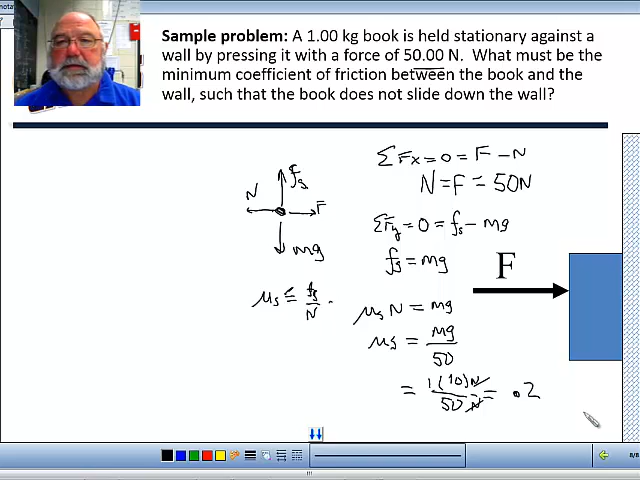 Sample problem: A 1.00 kg book is held stationary against a
wall by pressing it with a force of 50.00 N. What must be the
minimum coefficient of friction between the book and the
wall, such that the book does not slide down the wall?
ΣFx = 0 = F - N
N = F = 50N
fs
N
F
mg
ΣFy = 0 = fs - mg
fs = mg
F
μs ≤ fs/N
μs N = mg
μs = mg/50
= 1(10)N/50N = .2
8/8